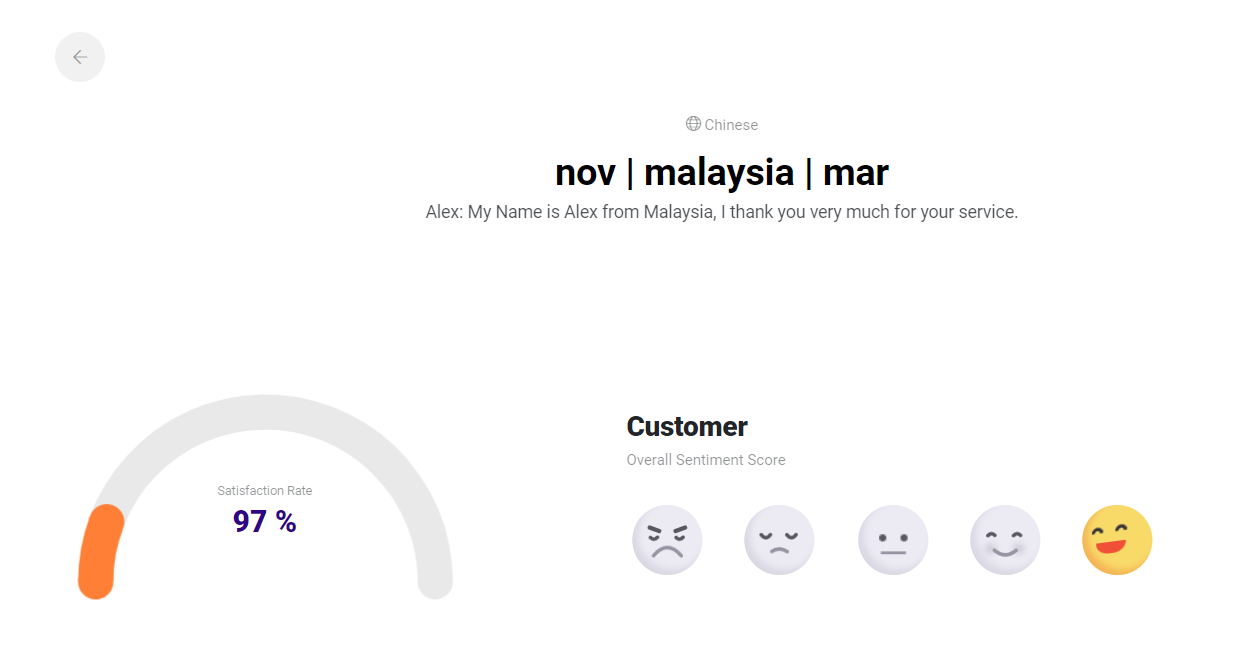 Chinese
nov | malaysia | mar
Alex: My Name is Alex from Malaysia, I thank you very much for your service.
Satisfaction Rate
97 %
Customer
Overall Sentiment Score